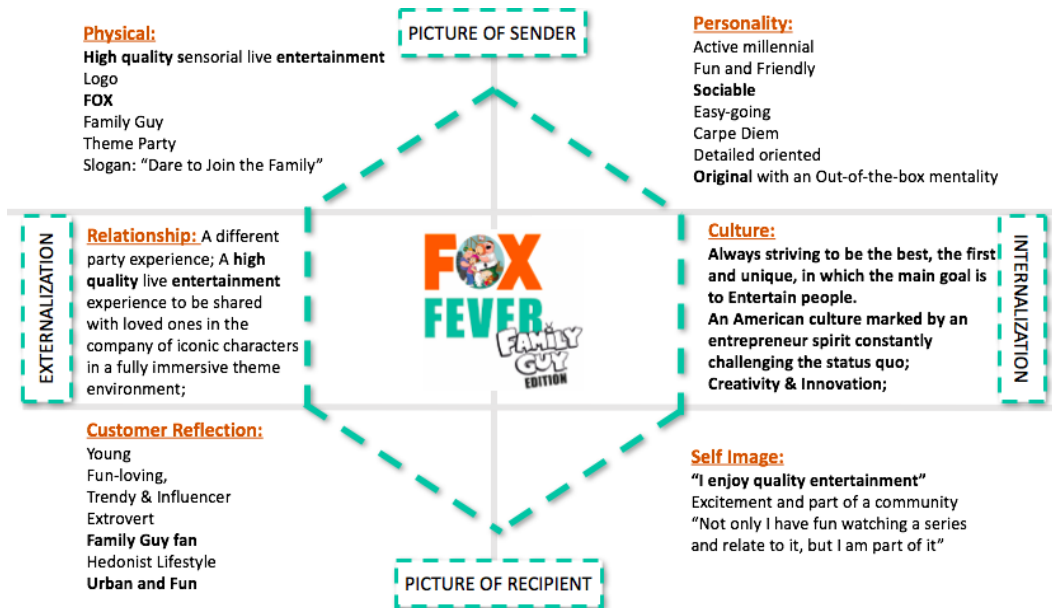 PICTURE OF SENDER
Physical:
High quality sensorial live entertainment
Logo
FOX
Family Guy
Theme Party
Slogan: “Dare to Join the Family”
Personality:
Active millennial
Fun and Friendly
Sociable
Easy-going
Carpe Diem
Detailed oriented
Original with an Out-of-the-box mentality
EXTERNALIZATION
Relationship: A different
party experience; A high
quality live entertainment
experience to be shared
with loved ones in the
company of iconic characters
in a fully immersive theme
environment;
FOX
FEVER
FAMILY
GUY
EDITION
Culture:
Always striving to be the best, the first
and unique, in which the main goal is
to Entertain people.
An American culture marked by an
entrepreneur spirit constantly
challenging the status quo;
Creativity & Innovation;
INTERNALIZATION
Customer Reflection:
Young
Fun-loving,
Trendy & Influencer
Extrovert
Family Guy fan
Hedonist Lifestyle
Urban and Fun
Self Image:
“I enjoy quality entertainment”
Excitement and part of a community
“Not only I have fun watching a series
and relate to it, but I am part of it”
PICTURE OF RECIPIENT